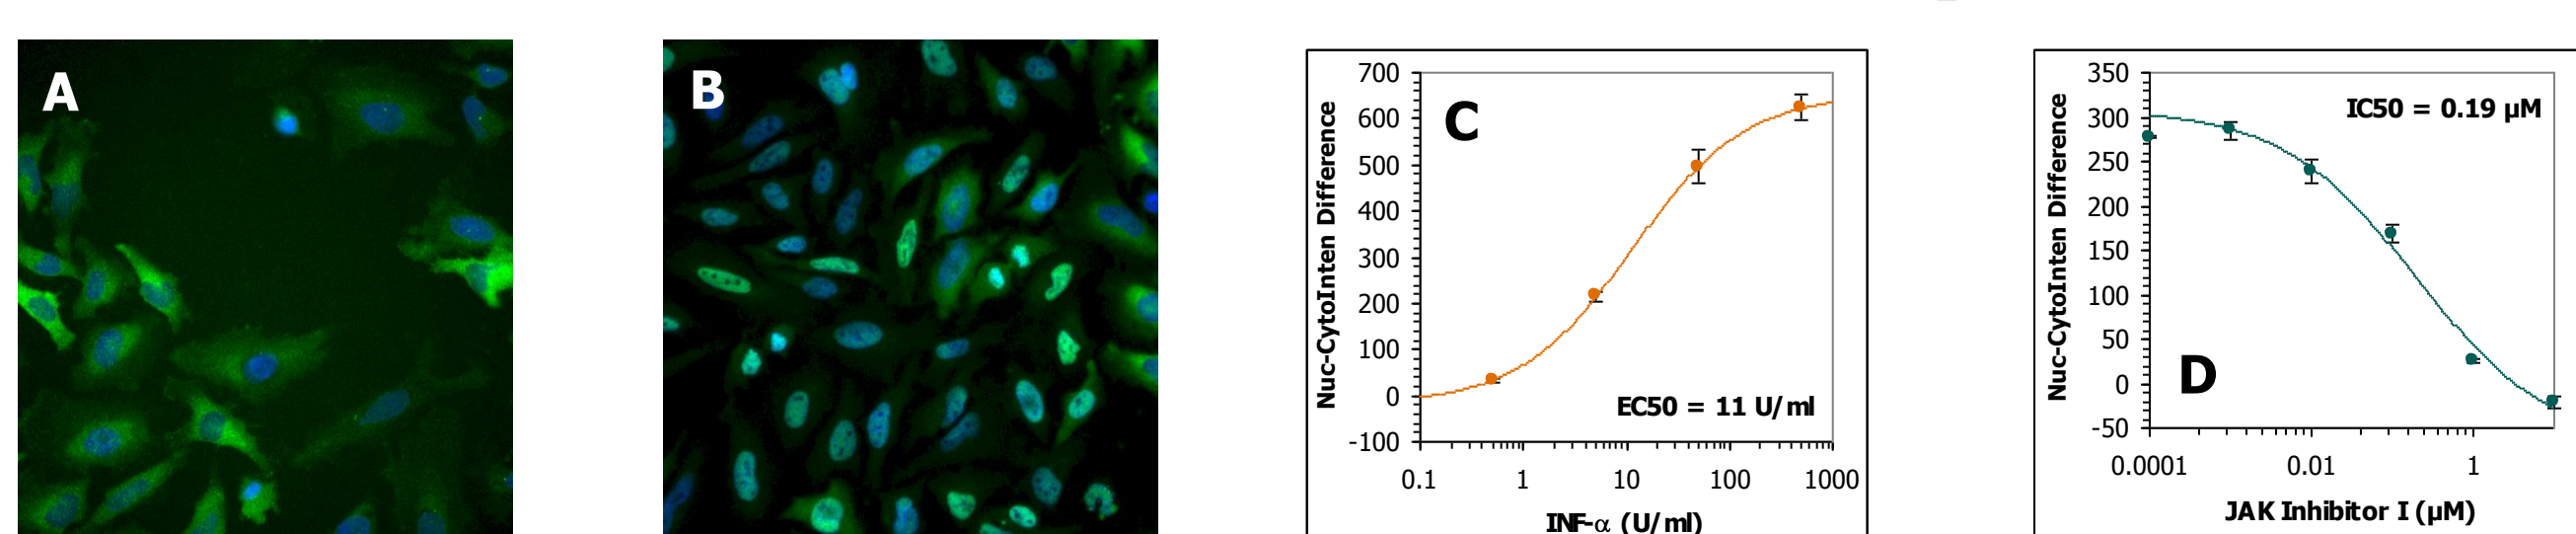 A
B
Nuc-CytoInten Difference
700
600
500
400
300
200
100
0
-100
C
EC50 = 11 U/ml
0.1
1
10
100
1000
INF-α (U/ml)
Nuc-CytoInten Difference
350
300
250
200
150
100
50
0
-50
IC50 = 0.19 µM
D
0.0001
0.01
1
JAK Inhibitor I (µM)